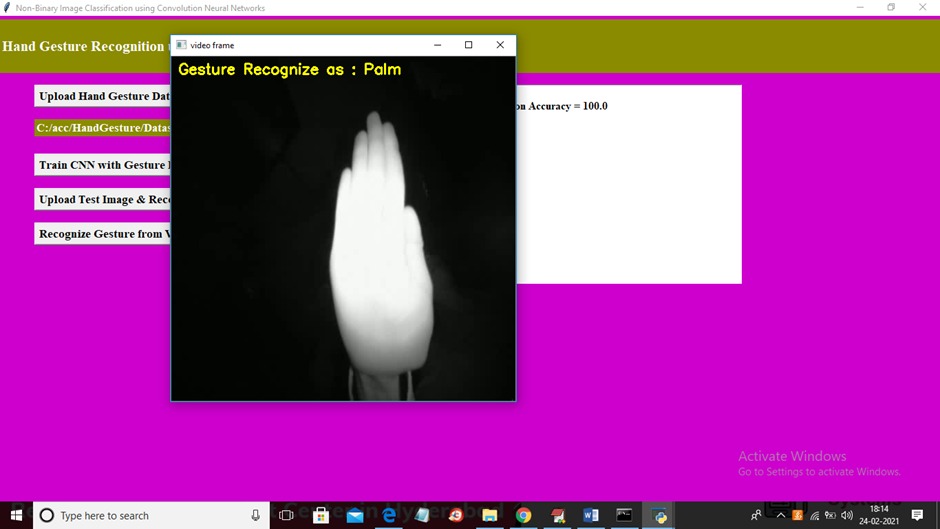 Non-Binary Image Classification using Convolution Neural Networks
Hand Gesture Recognition
video frame
Gesture Recognize as : Palm
Upload Hand Gesture
on Accuracy = 100.0
C:/acc/HandGesture/Datas
Train CNN with Gesture
Upload Test Image &
Recognize Gesture from
Activate Windows
Go to Settings to activate Windows.
Type here to search
18:14
24-02-2021